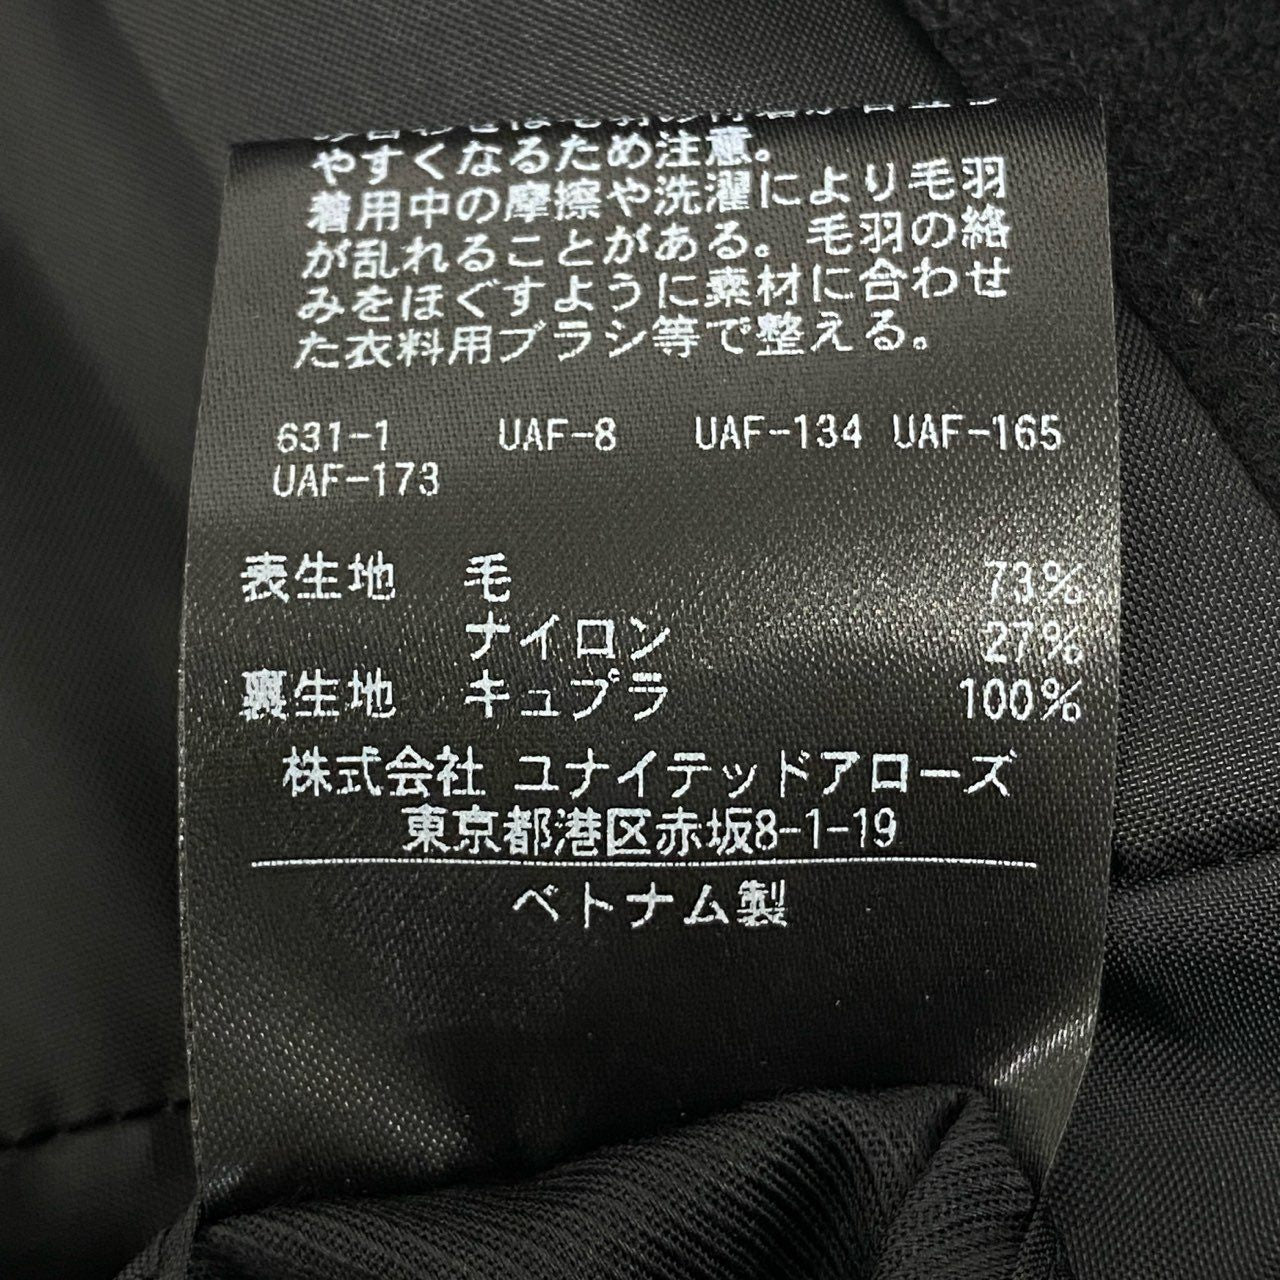 やすくなるため注意。
着用中の摩擦や洗濯により毛羽
が乱れることがある。毛羽の絡
みをほぐすように素材に合わせ
た衣料用ブラシ等で整える。
631-1 UAF-8 UAF-134 UAF-165
UAF-173
表生地 毛 73%
ナイロン 27%
裏生地 キュプラ 100%
株式会社 ユナイテッドアローズ
東京都港区赤坂8-1-19
ベトナム製